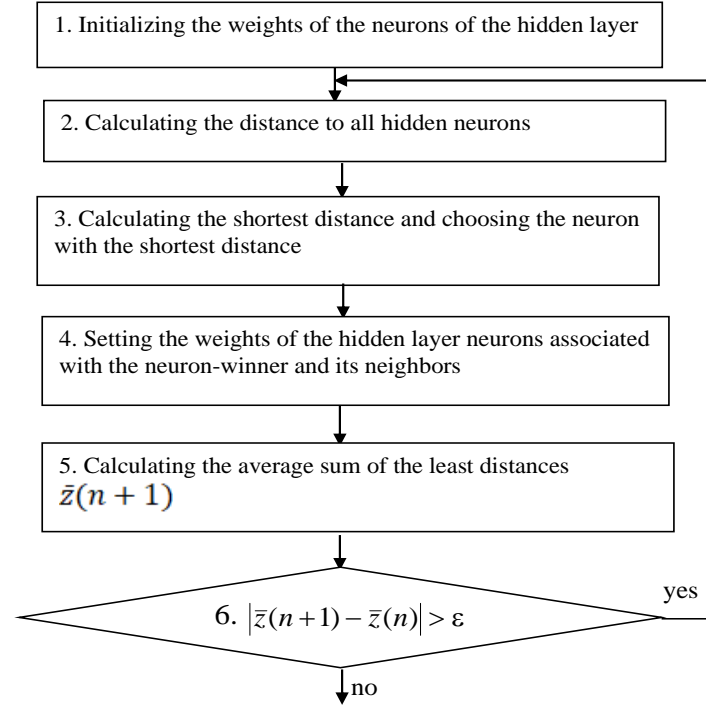 1. Initializing the weights of the neurons of the hidden layer
2. Calculating the distance to all hidden neurons
3. Calculating the shortest distance and choosing the neuron
with the shortest distance
4. Setting the weights of the hidden layer neurons associated
with the neuron-winner and its neighbors
5. Calculating the average sum of the least distances
z̄(n + 1)
yes
6. |z̄(n+1) − z̄(n)| > ε
no